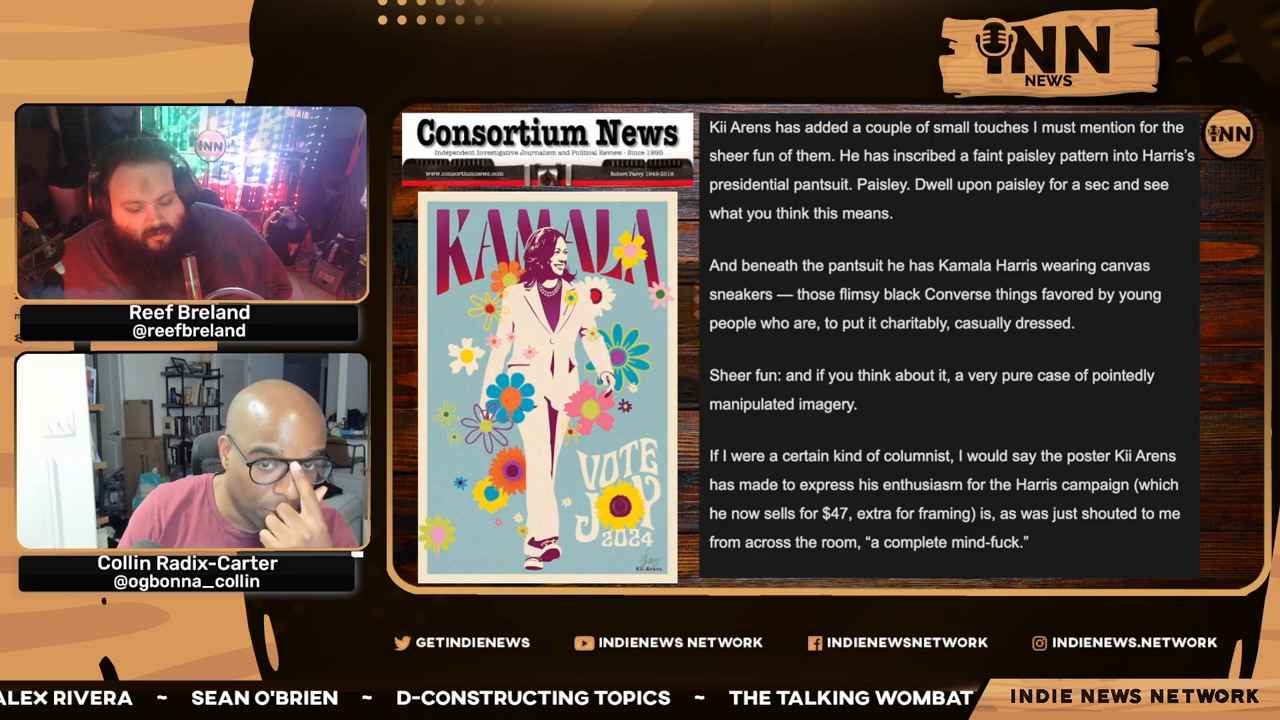 iNN
NEWS
Consortium News
Independent Investigative Journalism and Political Review - Since 1995
www.consortiumnews.com
Robert Parry 1949-2018
KAMALA
VOTE
JOY
2024
Kii Arens
Kii Arens has added a couple of small touches I must mention for the
sheer fun of them. He has inscribed a faint paisley pattern into Harris's
presidential pantsuit. Paisley. Dwell upon paisley for a sec and see
what you think this means.
And beneath the pantsuit he has Kamala Harris wearing canvas
sneakers — those flimsy black Converse things favored by young
people who are, to put it charitably, casually dressed.
Sheer fun: and if you think about it, a very pure case of pointedly
manipulated imagery.
If I were a certain kind of columnist, I would say the poster Kii Arens
has made to express his enthusiasm for the Harris campaign (which
he now sells for $47, extra for framing) is, as was just shouted to me
from across the room, “a complete mind-fuck.”
iNN
iNN
Reef Breland
@reefbreland
Collin Radix-Carter
@ogbonna_collin
GETINDIENEWS
INDIENEWS NETWORK
INDIENEWSNETWORK
INDIENEWS.NETWORK
ALEX RIVERA ~ SEAN O'BRIEN ~ D-CONSTRUCTING TOPICS ~ THE TALKING WOMBAT
INDIE NEWS NETWORK